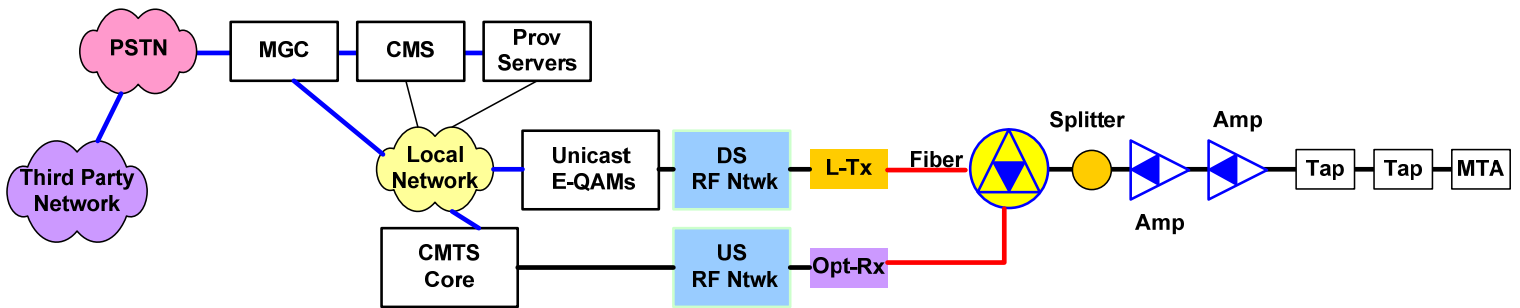 PSTN
MGC
CMS
Prov
Servers
Third Party
Network
Local
Network
Unicast
E-QAMs
DS
RF Ntwk
L-Tx
Fiber
Splitter
Amp
Amp
Tap
Tap
MTA
CMTS
Core
US
RF Ntwk
Opt-Rx